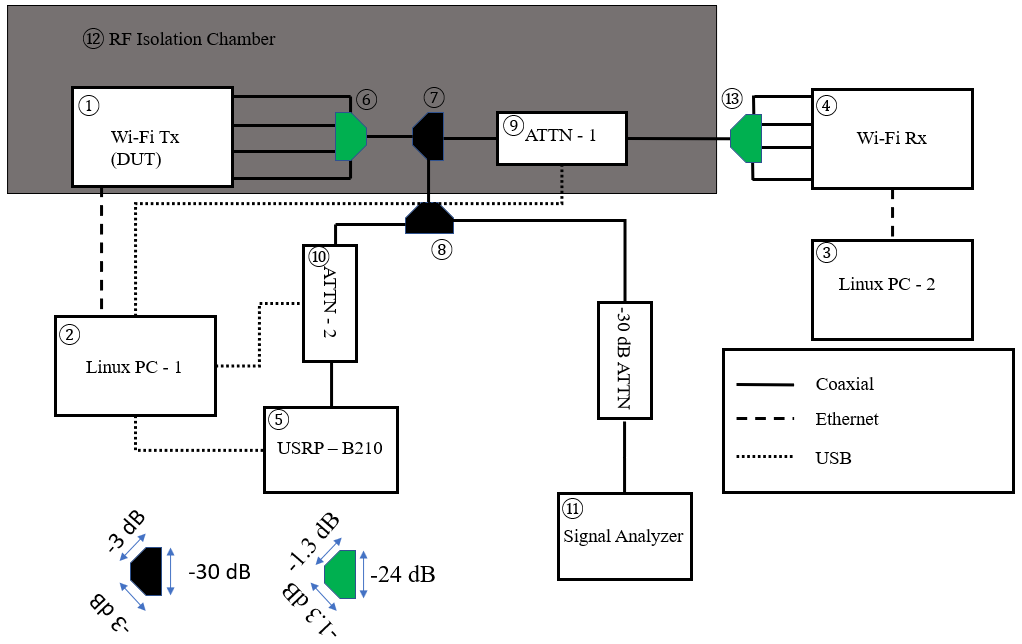 ⑫ RF Isolation Chamber
①
Wi-Fi Tx
(DUT)
⑥
⑦
⑨ ATTN - 1
⑬
④
Wi-Fi Rx
⑧
⑩
ATTN - 2
③
Linux PC - 2
②
Linux PC - 1
-30 dB ATTN
⑤
USRP – B210
Coaxial
Ethernet
USB
⑪
Signal Analyzer
-3 dB
-30 dB
-3 dB
-1.3 dB
-24 dB
-1.3 dB